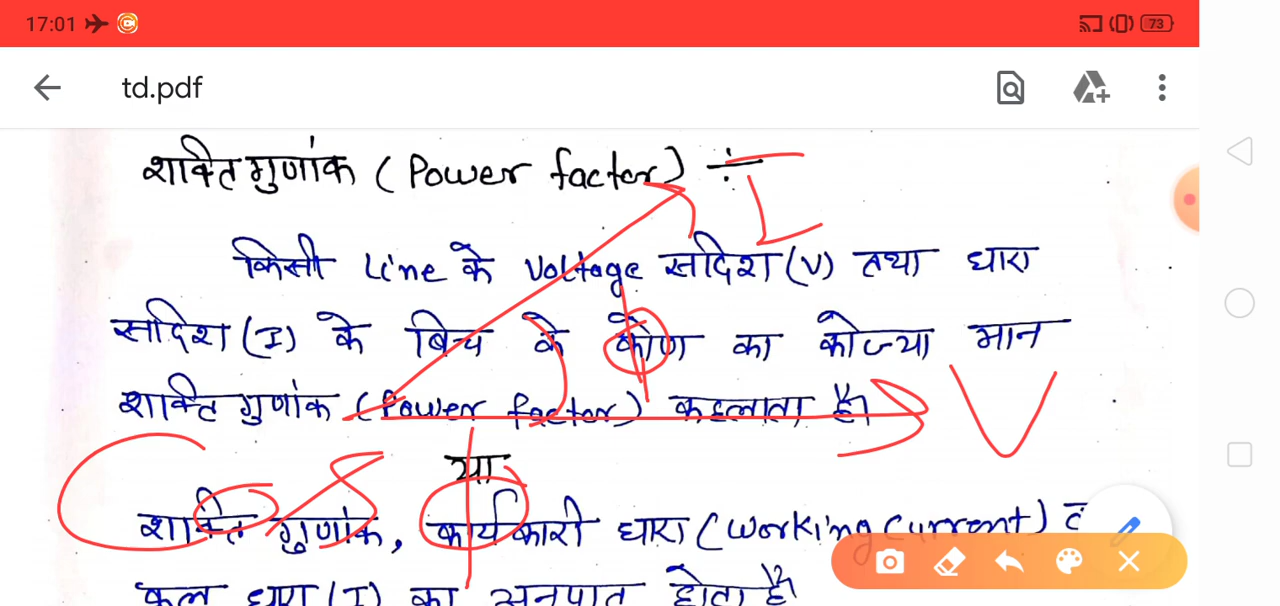 17:01 73
td.pdf
शक्ति गुणांक (Power factor) ÷ I
किसी Line के Voltage सदिश (V) तथा धारा
सदिश (I) के बिच के कोण का कोज्या मान
शक्ति गुणांक (Power factor) कहलाता है। V
या
cos ϕ
शक्ति गुणांक, कार्यकारी धारा (Working Current) त
कुल धारा (I) का अनुपात होता है